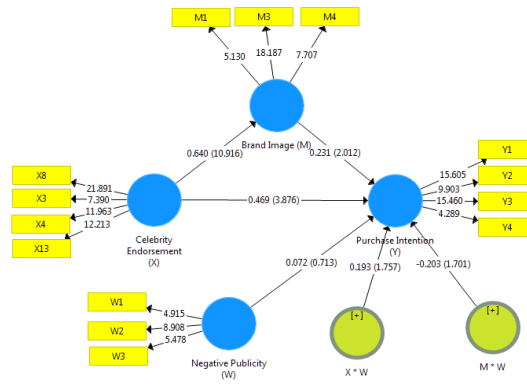 M1
M3
M4
5.130
18.187
7.707
Brand Image (M)
0.640 (10.916)
0.231 (2.012)
X8
X3
X4
X13
21.891
7.390
11.963
12.213
Celebrity
Endorsement
(X)
0.469 (3.876)
Y1
Y2
Y3
Y4
15.605
9.903
15.460
4.289
Purchase Intention
(Y)
0.072 (0.713)
0.193 (1.757)
-0.203 (1.701)
W1
W2
W3
4.915
8.908
5.478
Negative Publicity
(W)
[+]
X * W
[+]
M * W